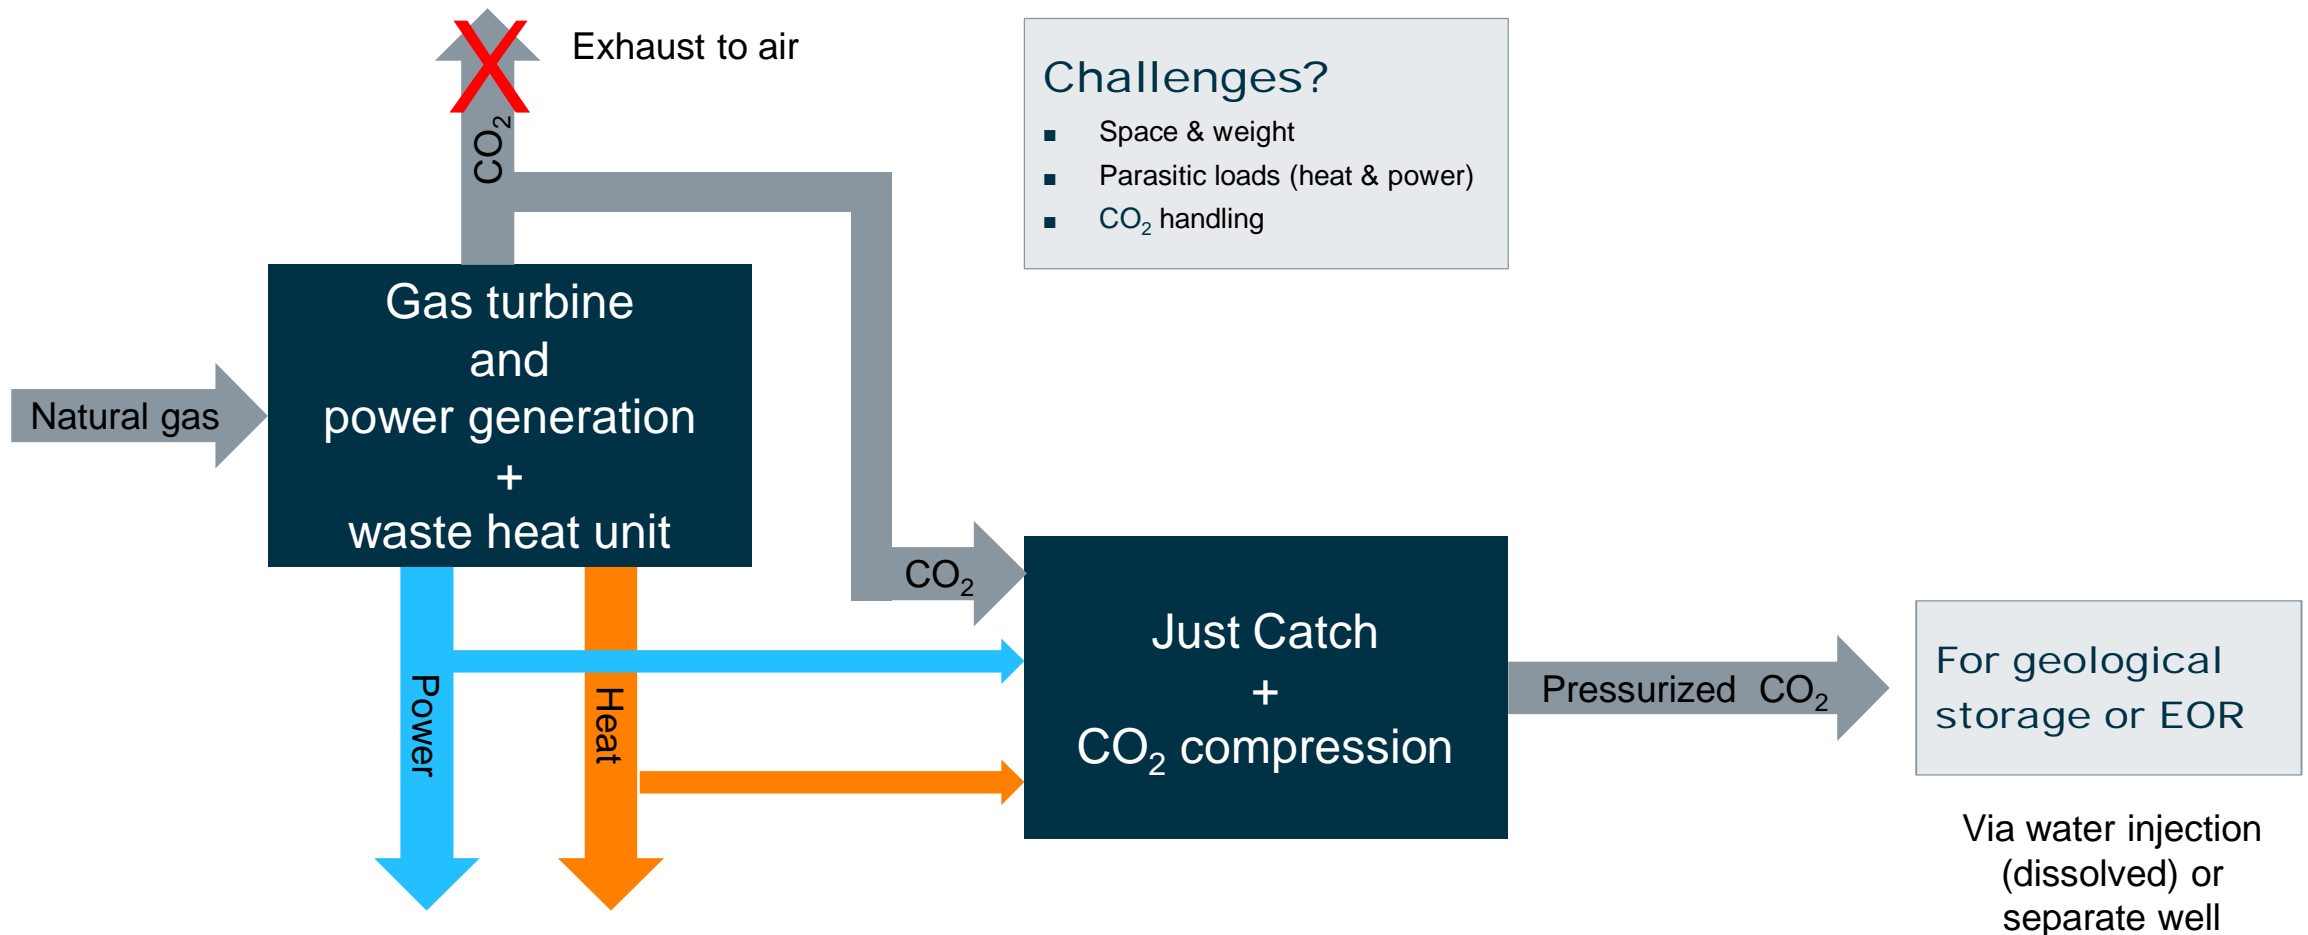 Exhaust to air
X
CO₂
Challenges?
▪ Space & weight
▪ Parasitic loads (heat & power)
▪ CO₂ handling
Gas turbine
and
power generation
+
waste heat unit
Natural gas
CO₂
Power
Heat
Just Catch
+
CO₂ compression
Pressurized CO₂
For geological
storage or EOR
Via water injection
(dissolved) or
separate well